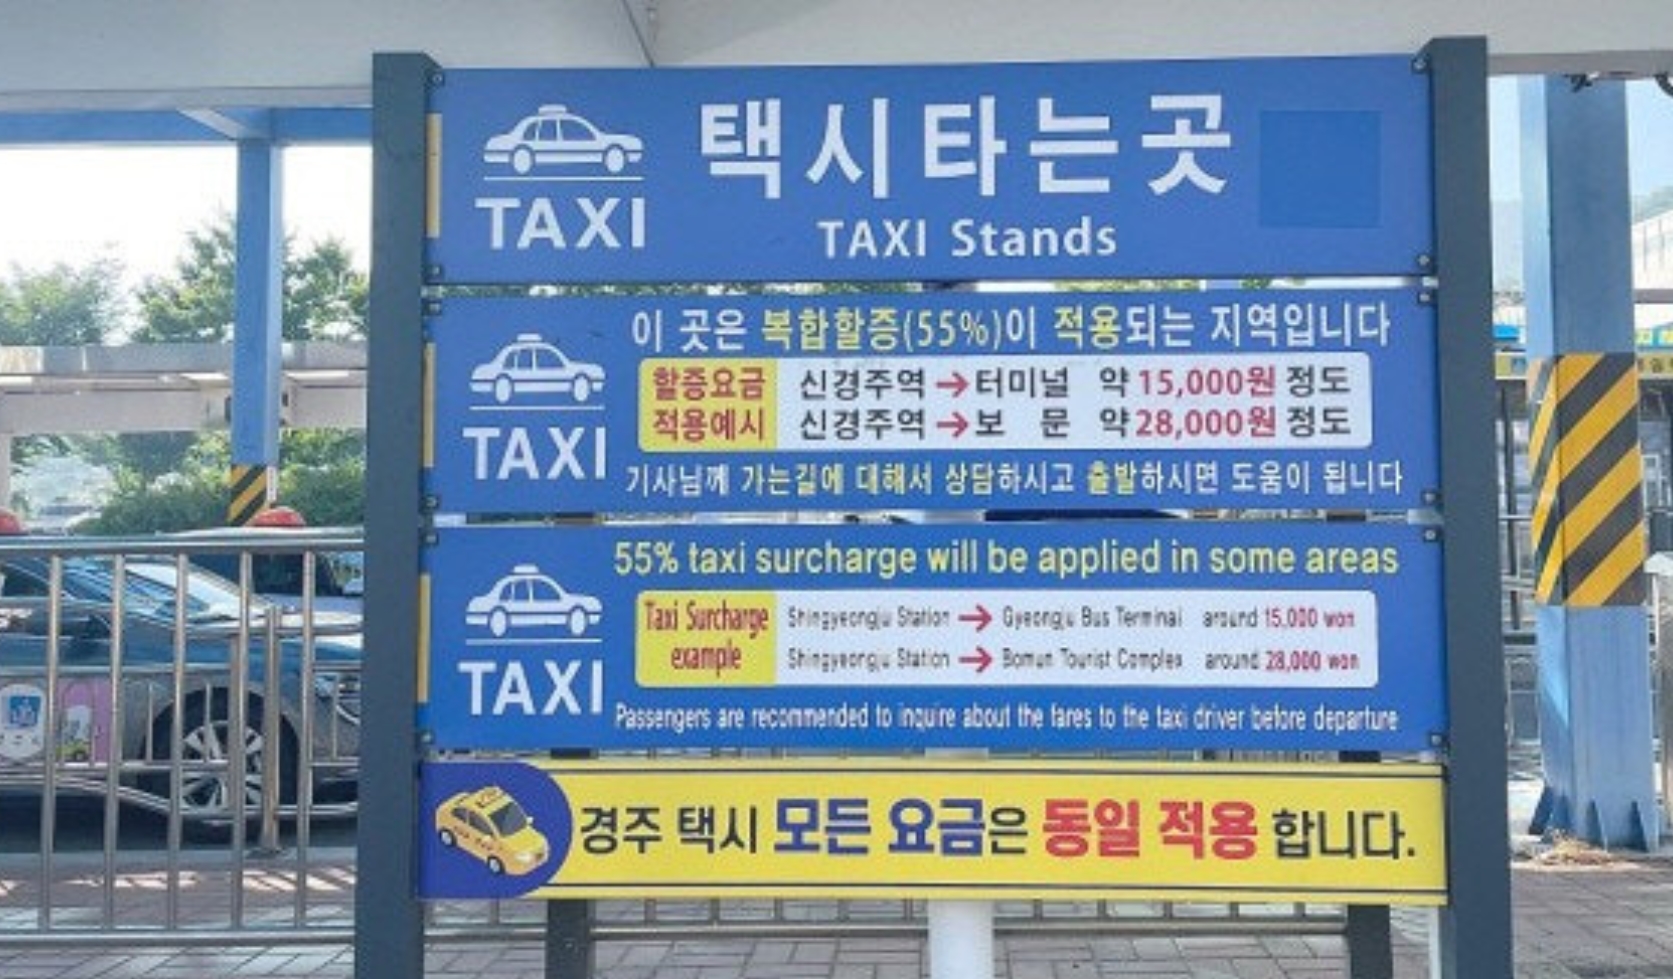 택시타는곳
TAXI
TAXI Stands
이 곳은 복합할증(55%)이 적용되는 지역입니다
할증요금 신경주역 → 터미널 약 15,000원 정도
적용예시 신경주역 → 보 문 약 28,000원 정도
TAXI
기사님께 가는길에 대해서 상담하시고 출발하시면 도움이 됩니다
55% taxi surcharge will be applied in some areas
Taxi Surcharge Shingyeongju Station → Gyeongju Bus Terminal around 15,000 won
example Shingyeongju Station → Bomun Tourist Complex around 28,000 won
TAXI
Passengers are recommended to inquire about the fares to the taxi driver before departure
경주 택시 모든 요금은 동일 적용 합니다.